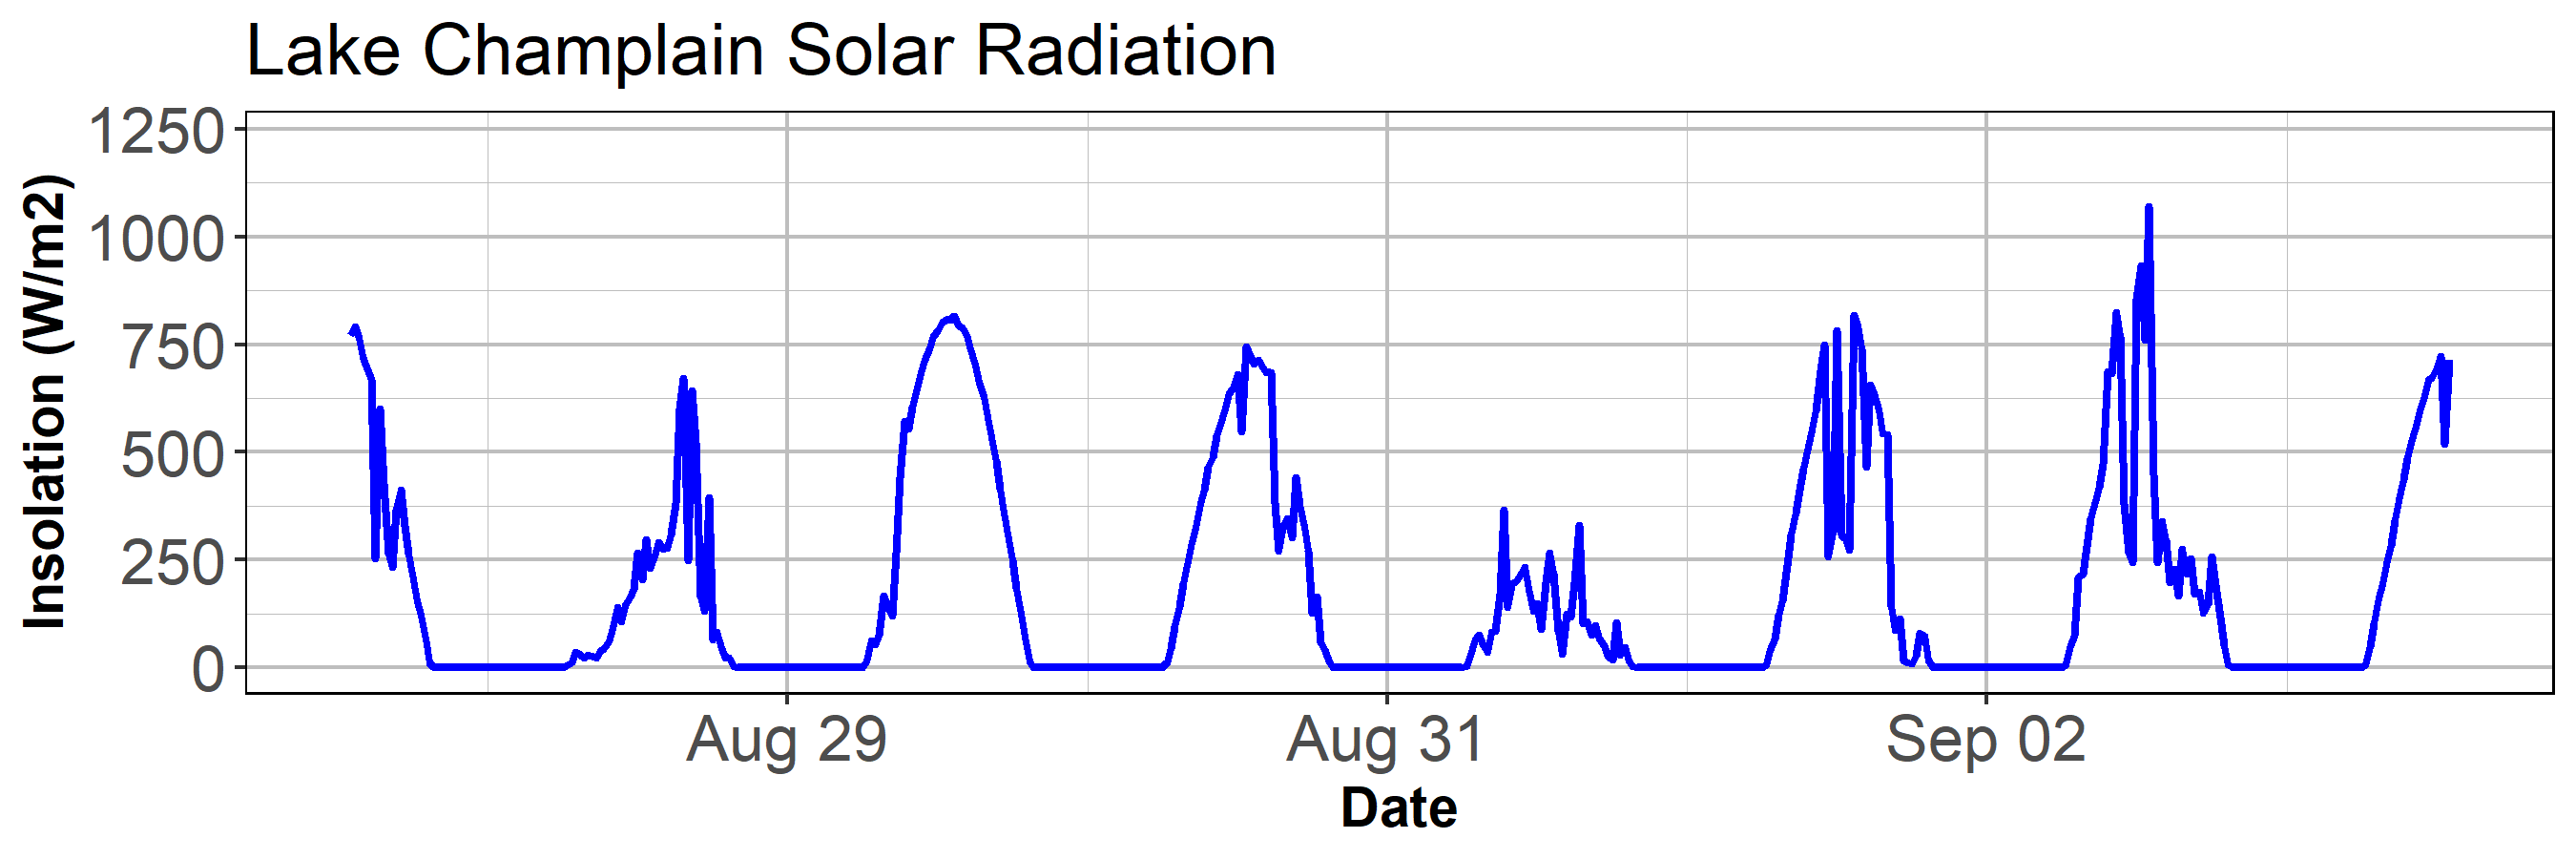 Lake Champlain Solar Radiation
Insolation (W/m2)
1250
1000
750
500
250
0
Aug 29
Aug 31
Sep 02
Date